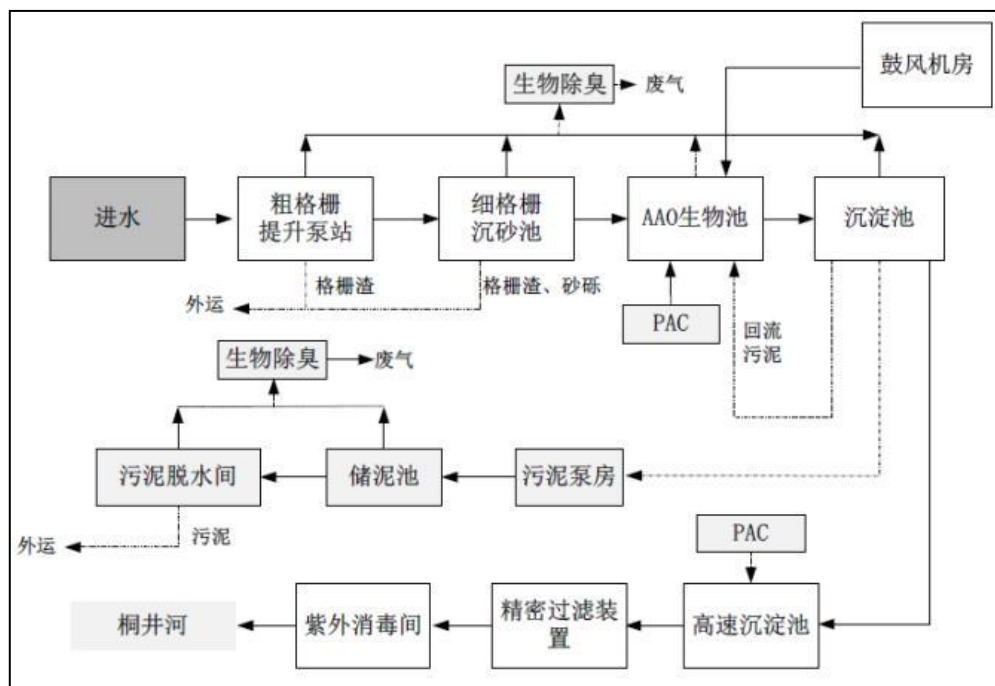 鼓风机房
生物除臭
废气
进水
粗格栅
提升泵站
细格栅
沉砂池
AAO生物池
沉淀池
格栅渣
格栅渣、砂砾
外运
PAC
回流
污泥
生物除臭
废气
污泥脱水间
储泥池
污泥泵房
外运
污泥
PAC
桐井河
紫外消毒间
精密过滤装
置
高速沉淀池